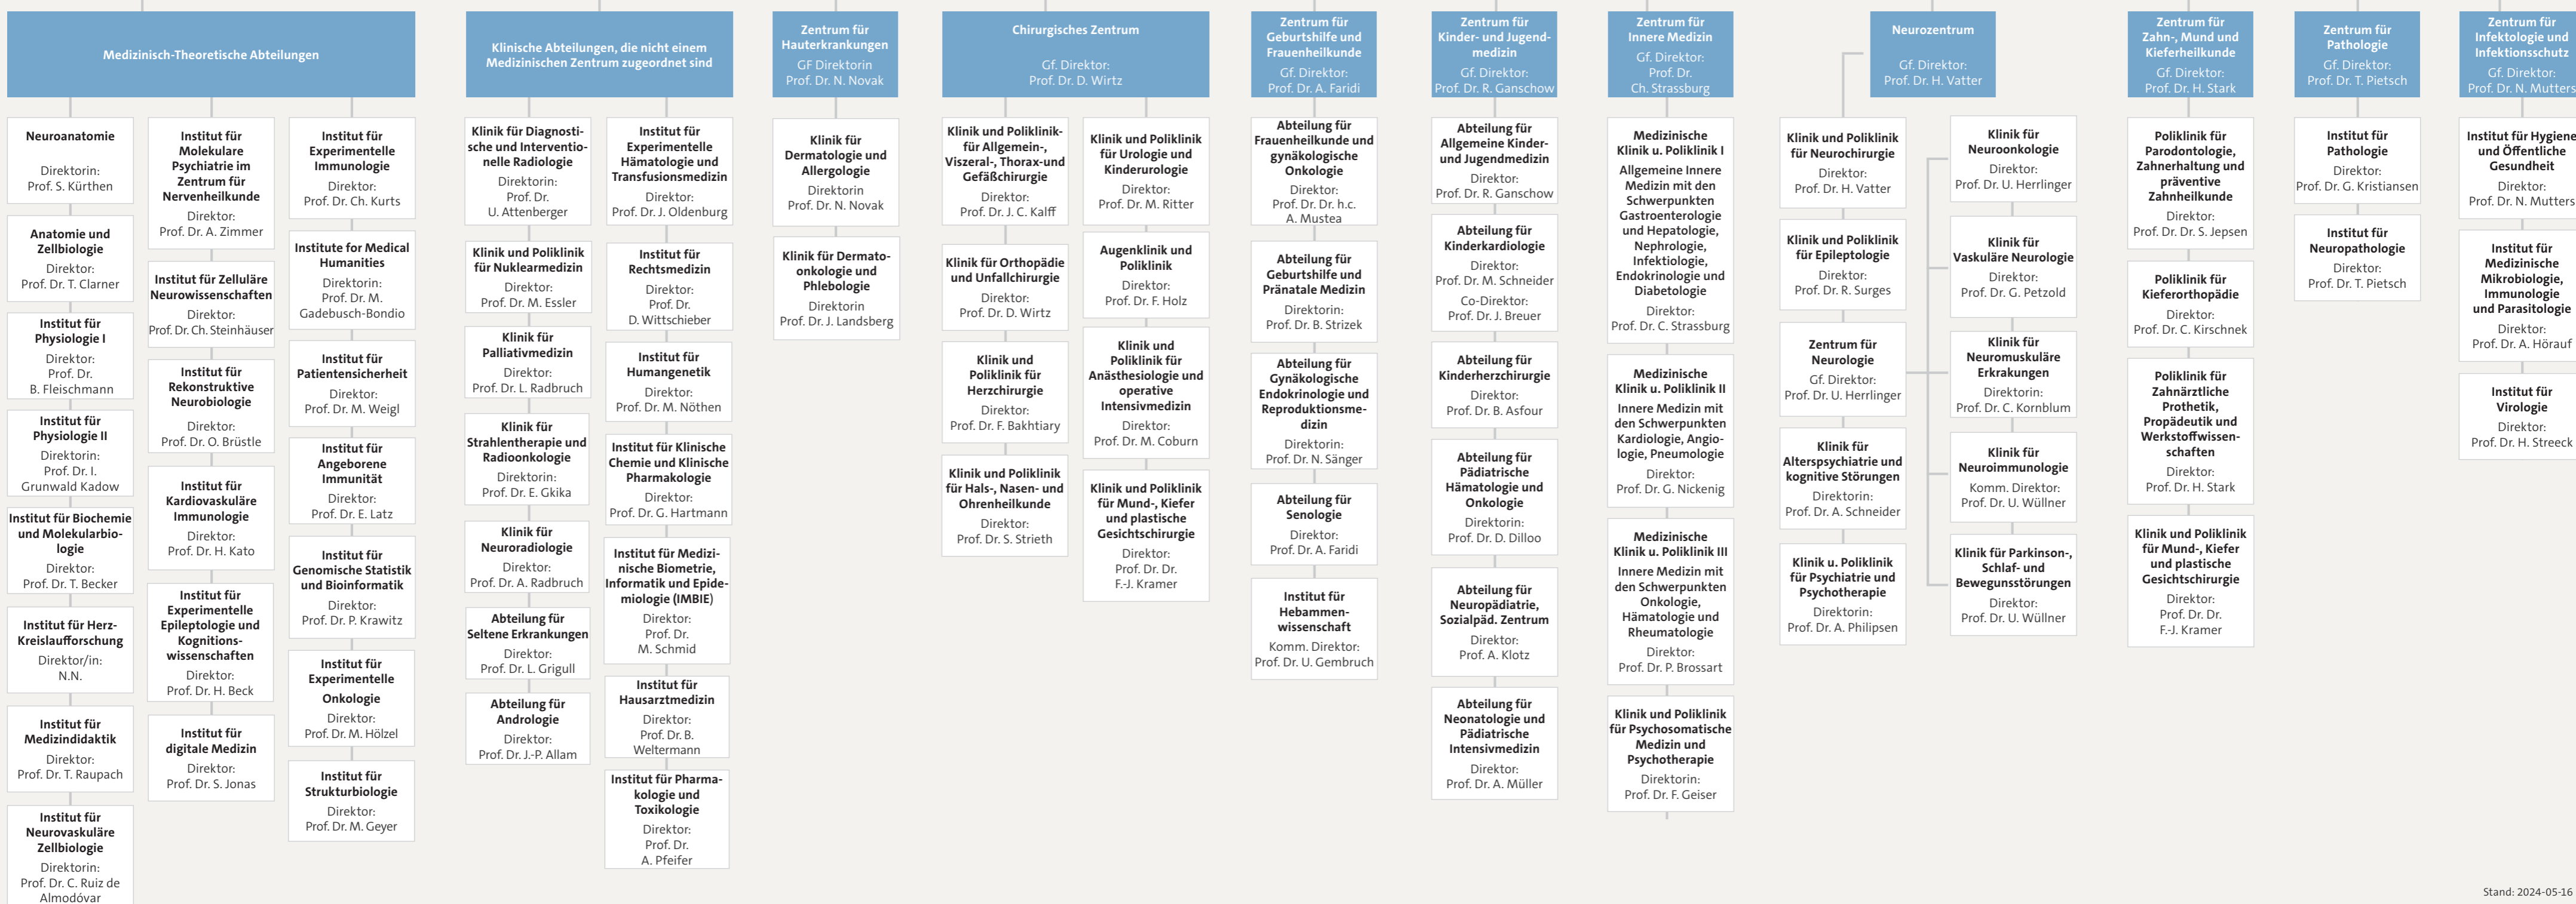 Medizinisch-Theoretische Abteilungen
Neuroanatomie
Direktorin:
Prof. S. Kürthen
Anatomie und
Zellbiologie
Direktor:
Prof. Dr. T. Clarner
Institut für
Physiologie I
Direktor:
Prof. Dr.
B. Fleischmann
Institut für
Physiologie II
Direktorin:
Prof. Dr. I.
Grunwald Kadow
Institut für Biochemie
und Molekularbio-
logie
Direktor:
Prof. Dr. T. Becker
Institut für Herz-
Kreislaufforschung
Direktor/in:
N.N.
Institut für
Medizindidaktik
Direktor:
Prof. Dr. T. Raupach
Institut für
Neurovaskuläre
Zellbiologie
Direktorin:
Prof. Dr. C. Ruiz de
Almodóvar
Institut für
Molekulare
Psychiatrie im
Zentrum für
Nervenheilkunde
Direktor:
Prof. Dr. A. Zimmer
Institut für Zelluläre
Neurowissenschaften
Direktor:
Prof. Dr. Ch. Steinhäuser
Institut für
Rekonstruktive
Neurobiologie
Direktor:
Prof. Dr. O. Brüstle
Institut für
Kardiovaskuläre
Immunologie
Direktor:
Prof. Dr. H. Kato
Institut für
Experimentelle
Epileptologie und
Kognitions-
wissenschaften
Direktor:
Prof. Dr. H. Beck
Institut für
digitale Medizin
Direktor:
Prof. Dr. S. Jonas
Institut für
Experimentelle
Immunologie
Direktor:
Prof. Dr. Ch. Kurts
Institute for Medical
Humanities
Direktorin:
Prof. Dr. M.
Gadebusch-Bondio
Institut für
Patientensicherheit
Direktor:
Prof. Dr. M. Weigl
Institut für
Angeborene
Immunität
Direktor:
Prof. Dr. E. Latz
Institut für
Genomische Statistik
und Bioinformatik
Direktor:
Prof. Dr. P. Krawitz
Institut für
Experimentelle
Onkologie
Direktor:
Prof. Dr. M. Hölzel
Institut für
Strukturbiologie
Direktor:
Prof. Dr. M. Geyer
Klinische Abteilungen, die nicht einem
Medizinischen Zentrum zugeordnet sind
Klinik für Diagnosti-
sche und Interventio-
nelle Radiologie
Direktorin:
Prof. Dr.
U. Attenberger
Klinik und Poliklinik
für Nuklearmedizin
Direktor:
Prof. Dr. M. Essler
Klinik für
Palliativmedizin
Direktor:
Prof. Dr. L. Radbruch
Klinik für
Strahlentherapie und
Radioonkologie
Direktorin:
Prof. Dr. E. Gkika
Klinik für
Neuroradiologie
Direktor:
Prof. Dr. A. Radbruch
Abteilung für
Seltene Erkrankungen
Direktor:
Prof. Dr. L. Grigull
Abteilung für
Andrologie
Direktor:
Prof. Dr. J.-P. Allam
Institut für
Experimentelle
Hämatologie und
Transfusionsmedizin
Direktor:
Prof. Dr. J. Oldenburg
Institut für
Rechtsmedizin
Direktor:
Prof. Dr.
D. Wittschieber
Institut für
Humangenetik
Direktor:
Prof. Dr. M. Nöthen
Institut für Klinische
Chemie und Klinische
Pharmakologie
Direktor:
Prof. Dr. G. Hartmann
Institut für Medizi-
nische Biometrie,
Informatik und Epide-
miologie (IMBIE)
Direktor:
Prof. Dr.
M. Schmid
Institut für
Hausarztmedizin
Direktor:
Prof. Dr. B.
Weltermann
Institut für Pharma-
kologie und
Toxikologie
Direktor:
Prof. Dr.
A. Pfeifer
Zentrum für
Hauterkrankungen
GF Direktorin
Prof. Dr. N. Novak
Klinik für
Dermatologie und
Allergologie
Direktorin
Prof. Dr. N. Novak
Klinik für Dermato-
onkologie und
Phlebologie
Direktorin
Prof. Dr. J. Landsberg
Chirurgisches Zentrum
Gf. Direktor:
Prof. Dr. D. Wirtz
Klinik und Poliklinik-
für Allgemein-,
Viszeral-, Thorax-und
Gefäßchirurgie
Direktor:
Prof. Dr. J. C. Kalff
Klinik für Orthopädie
und Unfallchirurgie
Direktor:
Prof. Dr. D. Wirtz
Klinik und
Poliklinik für
Herzchirurgie
Direktor:
Prof. Dr. F. Bakhtiary
Klinik und Poliklinik
für Hals-, Nasen- und
Ohrenheilkunde
Direktor:
Prof. Dr. S. Strieth
Klinik und Poliklinik
für Urologie und
Kinderurologie
Direktor:
Prof. Dr. M. Ritter
Augenklinik und
Poliklinik
Direktor:
Prof. Dr. F. Holz
Klinik und
Poliklinik für
Anästhesiologie und
operative
Intensivmedizin
Direktor:
Prof. Dr. M. Coburn
Klinik und Poliklinik
für Mund-, Kiefer
und plastische
Gesichtschirurgie
Direktor:
Prof. Dr. Dr.
F.-J. Kramer
Zentrum für
Geburtshilfe und
Frauenheilkunde
Gf. Direktor:
Prof. Dr. A. Faridi
Abteilung für
Frauenheilkunde und
gynäkologische
Onkologie
Direktor:
Prof. Dr. Dr. h.c.
A. Mustea
Abteilung für
Geburtshilfe und
Pränatale Medizin
Direktorin:
Prof. Dr. B. Strizek
Abteilung für
Gynäkologische
Endokrinologie und
Reproduktionsme-
dizin
Direktorin:
Prof. Dr. N. Sänger
Abteilung für
Senologie
Direktor:
Prof. Dr. A. Faridi
Institut für
Hebammen-
wissenschaft
Komm. Direktor:
Prof. Dr. U. Gembruch
Zentrum für
Kinder- und Jugend-
medizin
Gf. Direktor:
Prof. Dr. R. Ganschow
Abteilung für
Allgemeine Kinder-
und Jugendmedizin
Direktor:
Prof. Dr. R. Ganschow
Abteilung für
Kinderkardiologie
Direktor:
Prof. Dr. M. Schneider
Co-Direktor:
Prof. Dr. J. Breuer
Abteilung für
Kinderherzchirurgie
Direktor:
Prof. Dr. B. Asfour
Abteilung für
Pädiatrische
Hämatologie und
Onkologie
Direktorin:
Prof. Dr. D. Dilloo
Abteilung für
Neuropädiatrie,
Sozialpäd. Zentrum
Direktor:
Prof. A. Klotz
Abteilung für
Neonatologie und
Pädiatrische
Intensivmedizin
Direktor:
Prof. Dr. A. Müller
Zentrum für
Innere Medizin
Gf. Direktor:
Prof. Dr.
Ch. Strassburg
Medizinische
Klinik u. Poliklinik I
Allgemeine Innere
Medizin mit den
Schwerpunkten
Gastroenterologie
und Hepatologie,
Nephrologie,
Infektiologie,
Endokrinologie und
Diabetologie
Direktor:
Prof. Dr. C. Strassburg
Medizinische
Klinik u. Poliklinik II
Innere Medizin mit
den Schwerpunkten
Kardiologie, Angio-
logie, Pneumologie
Direktor:
Prof. Dr. G. Nickenig
Medizinische
Klinik u. Poliklinik III
Innere Medizin mit
den Schwerpunkten
Onkologie,
Hämatologie und
Rheumatologie
Direktor:
Prof. Dr. P. Brossart
Klinik und Poliklinik
für Psychosomatische
Medizin und
Psychotherapie
Direktorin:
Prof. Dr. F. Geiser
Neurozentrum
Gf. Direktor:
Prof. Dr. H. Vatter
Klinik und Poliklinik
für Neurochirurgie
Direktor:
Prof. Dr. H. Vatter
Klinik und Poliklinik
für Epileptologie
Direktor:
Prof. Dr. R. Surges
Zentrum für
Neurologie
Gf. Direktor:
Prof. Dr. U. Herrlinger
Klinik für
Alterspsychiatrie und
kognitive Störungen
Direktorin:
Prof. Dr. A. Schneider
Klinik u. Poliklinik
für Psychiatrie und
Psychotherapie
Direktorin:
Prof. Dr. A. Philipsen
Klinik für
Neuroonkologie
Direktor:
Prof. Dr. U. Herrlinger
Klinik für
Vaskuläre Neurologie
Direktor:
Prof. Dr. G. Petzold
Klinik für
Neuromuskuläre
Erkrakungen
Direktorin:
Prof. Dr. C. Kornblum
Klinik für
Neuroimmunologie
Komm. Direktor:
Prof. Dr. U. Wüllner
Klinik für Parkinson-,
Schlaf- und
Bewegunsstörungen
Direktor:
Prof. Dr. U. Wüllner
Zentrum für
Zahn-, Mund und
Kieferheilkunde
Gf. Direktor:
Prof. Dr. H. Stark
Poliklinik für
Parodontologie,
Zahnerhaltung und
präventive
Zahnheilkunde
Direktor:
Prof. Dr. Dr. S. Jepsen
Poliklinik für
Kieferorthopädie
Direktor:
Prof. Dr. C. Kirschnek
Poliklinik für
Zahnärztliche
Prothetik,
Propädeutik und
Werkstoffwissen-
schaften
Direktor:
Prof. Dr. H. Stark
Klinik und Poliklinik
für Mund-, Kiefer
und plastische
Gesichtschirurgie
Direktor:
Prof. Dr. Dr.
F.-J. Kramer
Zentrum für
Pathologie
Gf. Direktor:
Prof. Dr. T. Pietsch
Institut für
Pathologie
Direktor:
Prof. Dr. G. Kristiansen
Institut für
Neuropathologie
Direktor:
Prof. Dr. T. Pietsch
Zentrum für
Infektologie und
Infektionsschutz
Gf. Direktor:
Prof. Dr. N. Mutters
Institut für Hygiene
und Öffentliche
Gesundheit
Direktor:
Prof. Dr. N. Mutters
Institut für
Medizinische
Mikrobiologie,
Immunologie
und Parasitologie
Direktor:
Prof. Dr. A. Hörauf
Institut für
Virologie
Direktor:
Prof. Dr. H. Streeck
Stand: 2024-05-16